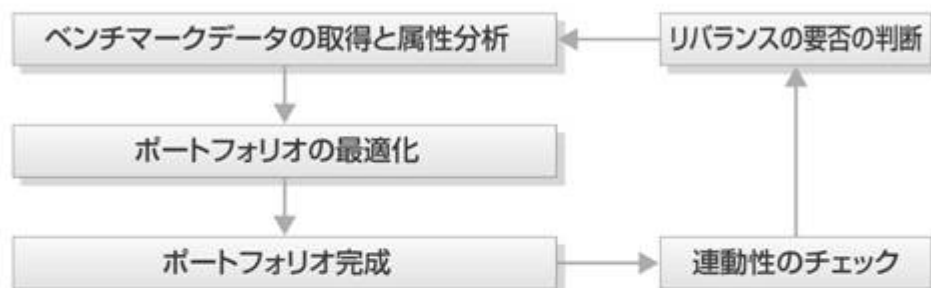 ベンチマークデータの取得と属性分析
リバランスの要否の判断
ポートフォリオの最適化
ポートフォリオ完成
連動性のチェック